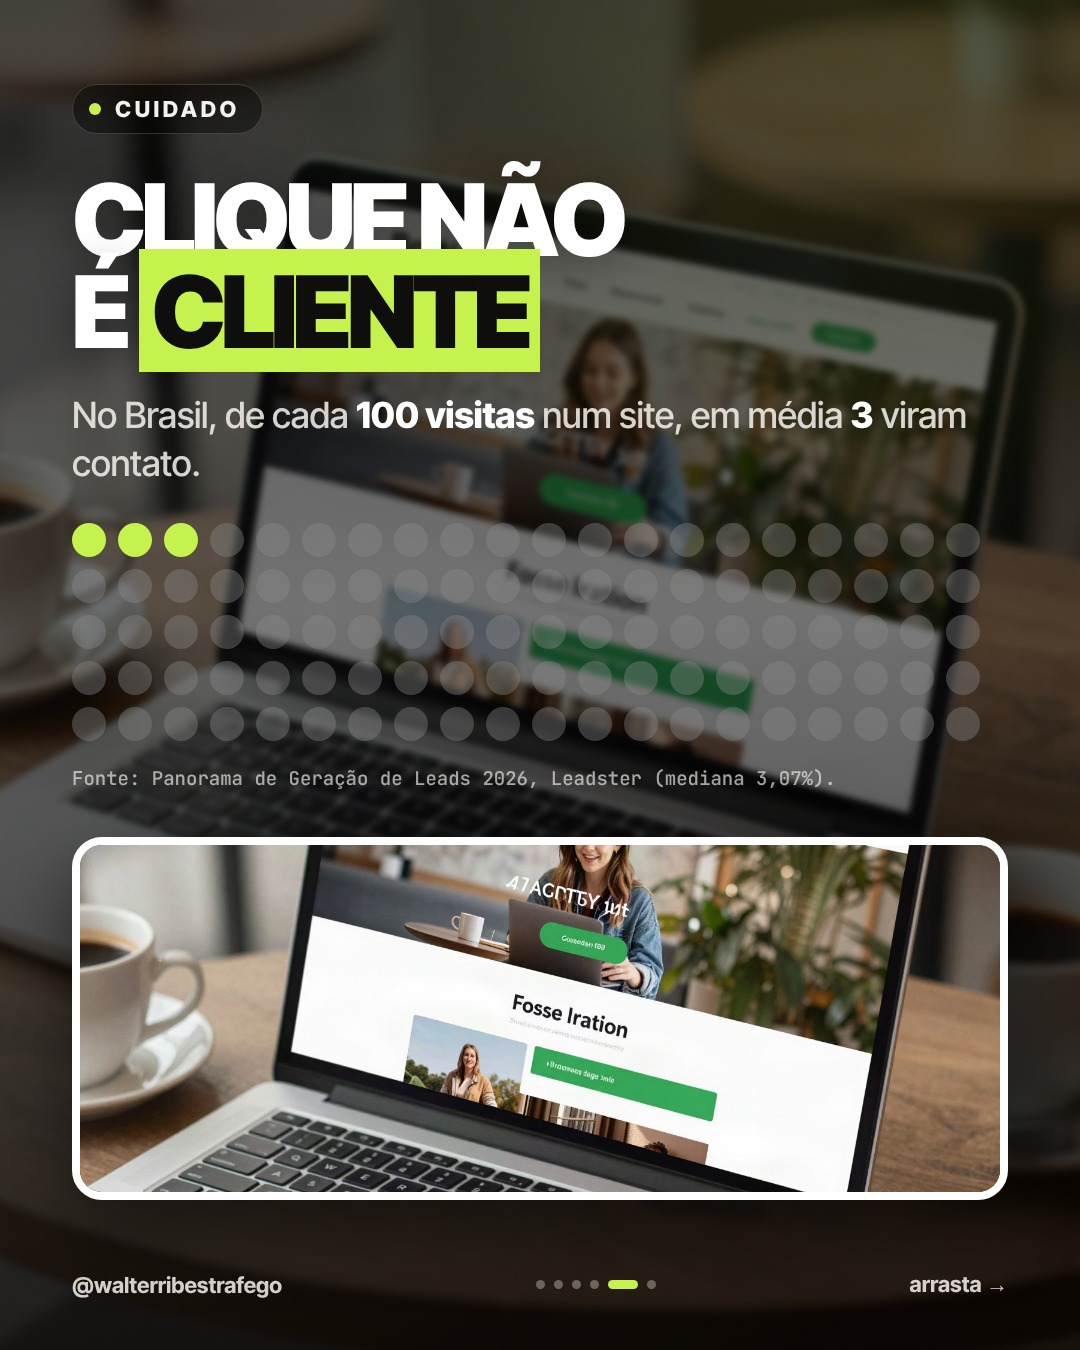 CUIDADO
CLIQUE NÃO
É CLIENTE
No Brasil, de cada 100 visitas num site, em média 3 viram
contato.
Fonte: Panorama de Geração de Leads 2026, Leadster (mediana 3,07%).
Fosse Iration
@walterribestrafego
arrasta →